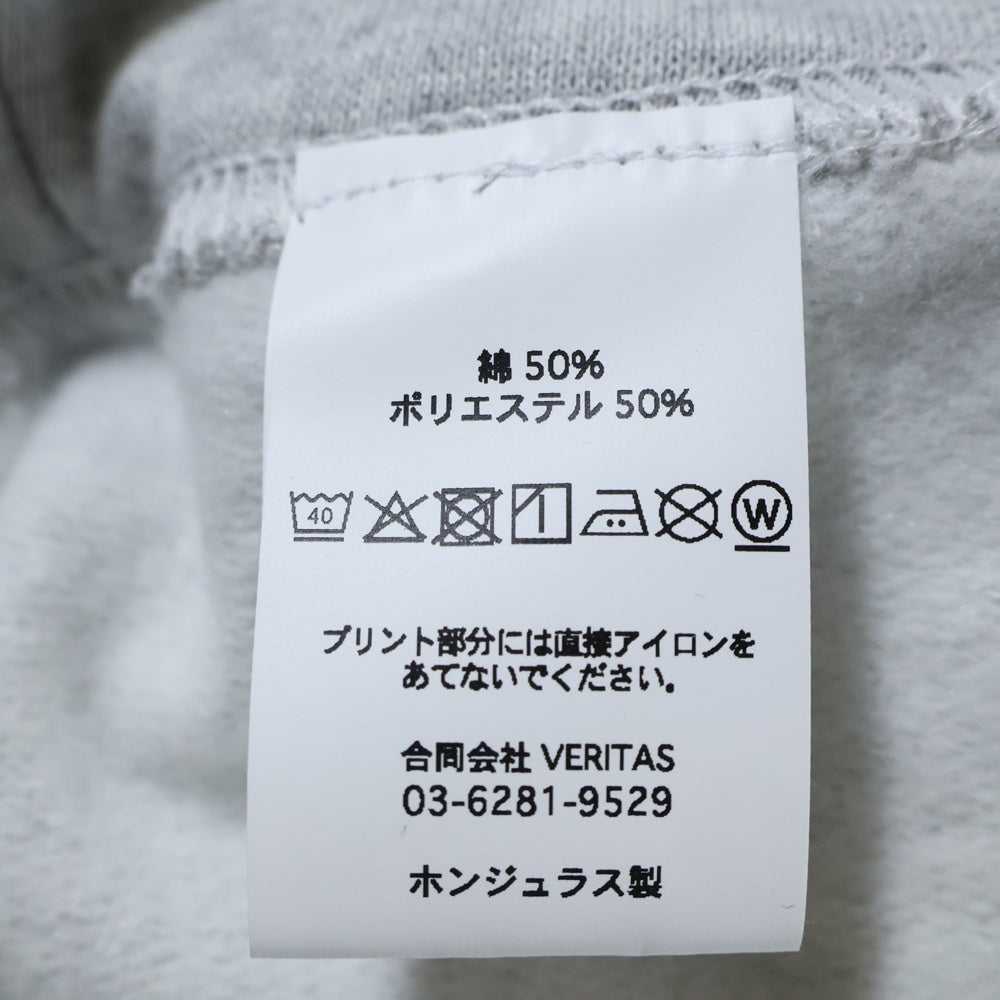 綿 50%
ポリエステル 50%
40
W
プリント部分には直接アイロンを
あてないでください。
合同会社 VERITAS
03-6281-9529
ホンジュラス製